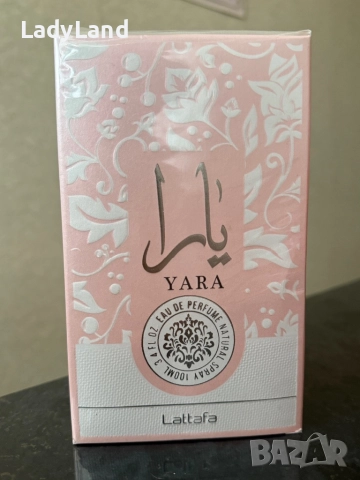 LadyLand
يارا
YARA
3.4 FL.OZ EAU DE PERFUME NATURAL SPRAY 100ML
Lattafa
BAZAR